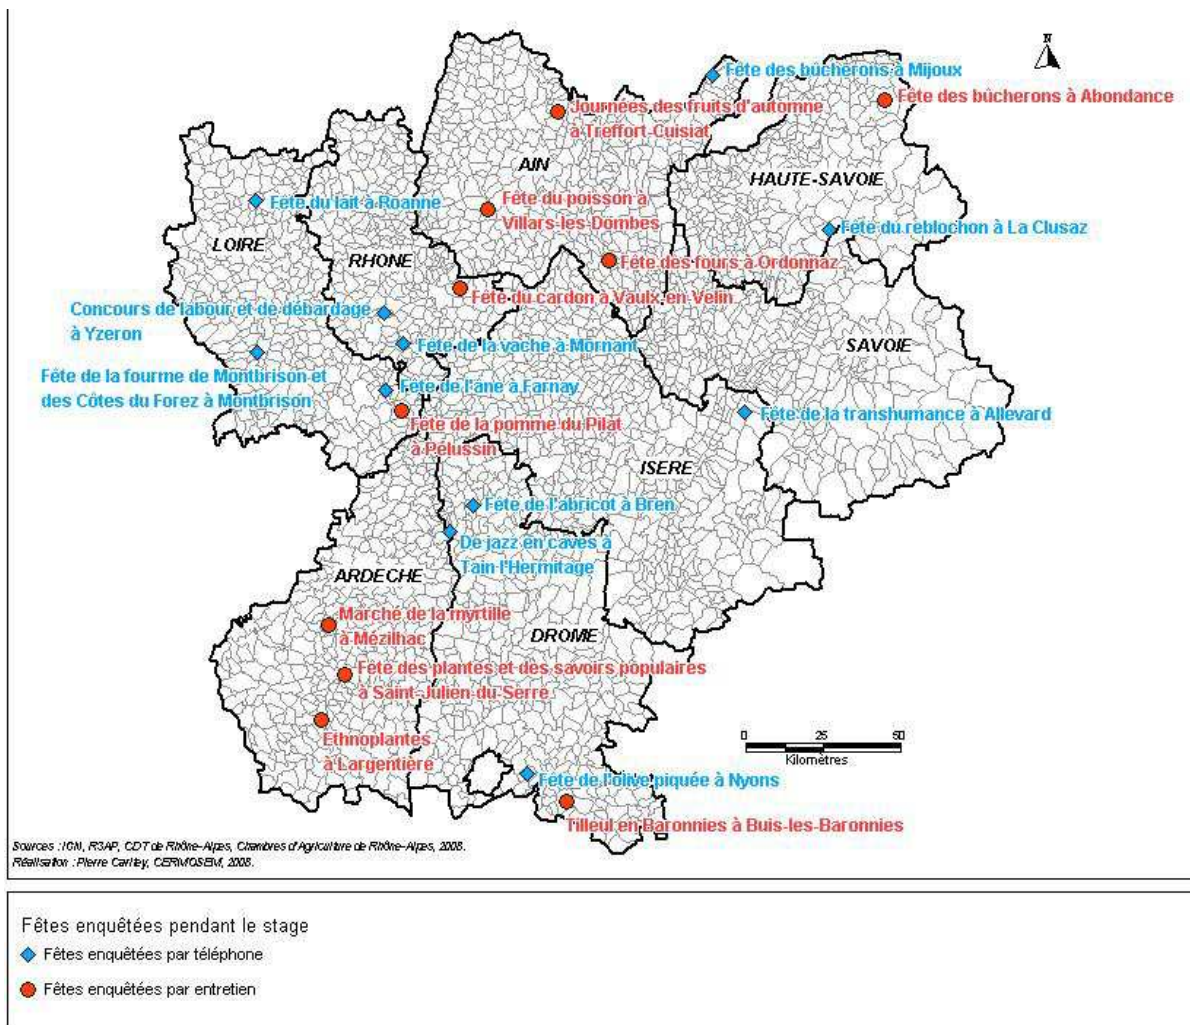 N
Fête des bûcherons à Mijoux
Fête des bûcherons à Abondance
Journées des fruits d'automne
à Treffort-Cuisiat
AIN
HAUTE-SAVOIE
Fête du poisson à
Villars-les-Dombes
Fête du lait à Roanne
Fête du reblochon à La Clusaz
LOIRE
RHONE
Fête des fours à Ordonnaz
Fête du cardon à Vaulx-en-Velin
Concours de labour et de débardage
à Yzeron
Fête de la vache à Mornant
SAVOIE
Fête de la fourme de Montbrison et
des Côtes du Forez à Montbrison
Fête de l'âne à Farnay
Fête de la pomme du Pilat
à Pélussin
Fête de la transhumance à Allevard
ISERE
Fête de l'abricot à Bren
De jazz en caves à
Tain l'Hermitage
ARDECHE
Marché de la myrtille
à Mézilhac
DROME
Fête des plantes et des savoirs populaires
à Saint-Julien-du-Serre
Ethnoplantes
à Largentière
0 25 50
Kilomètres
Fête de l'olive piquée à Nyons
Tilleul en Baronnies à Buis-les-Baronnies
Sources : IGN, R3AP, CDT de Rhône-Alpes, Chambres d'Agriculture de Rhône-Alpes, 2008.
Réalisation : Pierre Carltey, CERMOSEM, 2008.
Fêtes enquêtées pendant le stage
Fêtes enquêtées par téléphone
Fêtes enquêtées par entretien